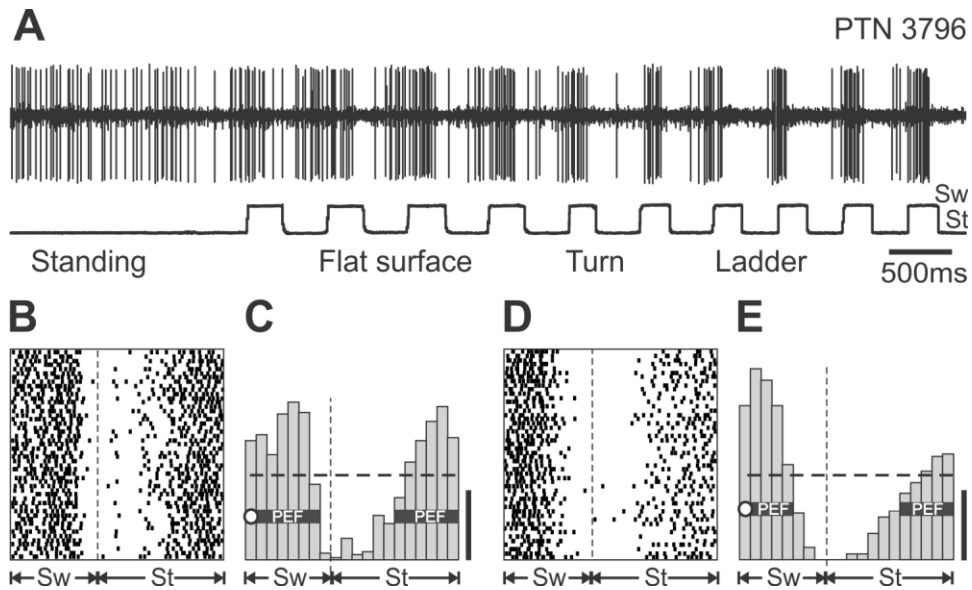 A
PTN 3796
Sw
St
Standing
Flat surface
Turn
Ladder
500ms
B
C
D
E
PEF
PEF
PEF
PEF
Sw
St
Sw
St
Sw
St
Sw
St